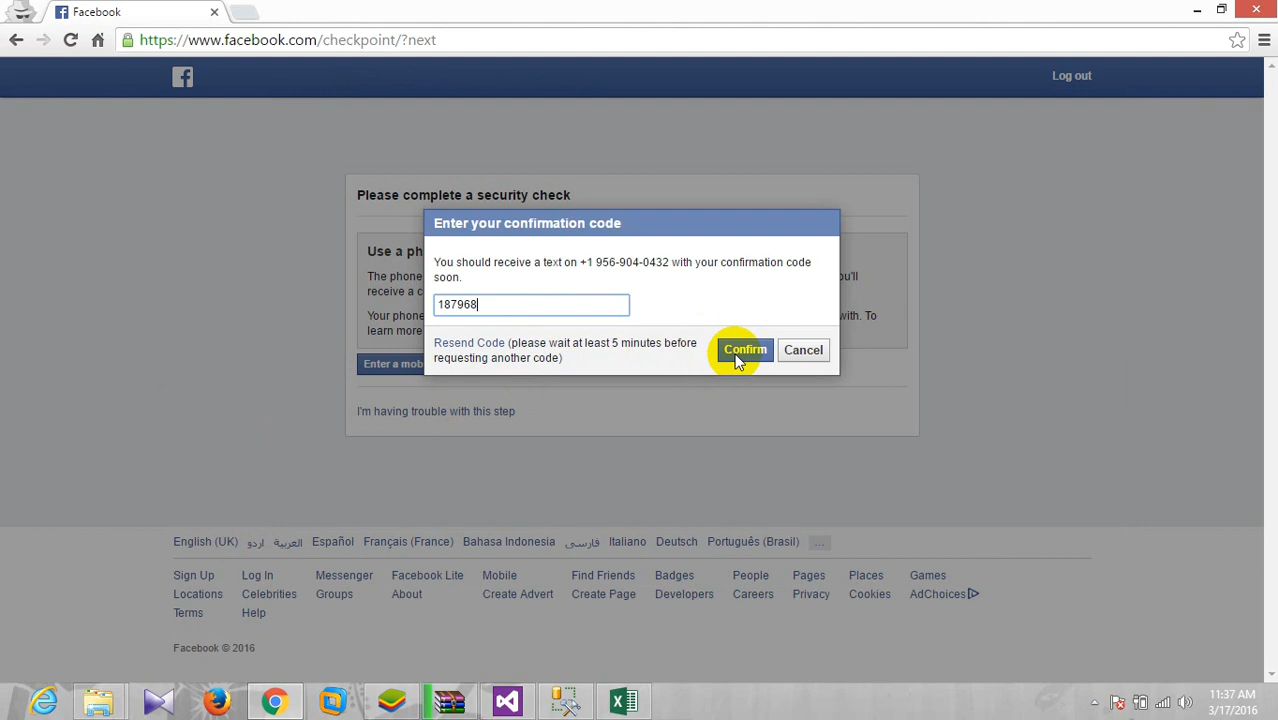 Facebook
https://www.facebook.com/checkpoint/?next
Log out
Please complete a security check
Enter your confirmation code
Use a ph
You should receive a text on +1 956-904-0432 with your confirmation code
soon.
The phone
receive a c
u'll
187968
Your phone
with. To
learn more
Resend Code (please wait at least 5 minutes before
requesting another code)
Confirm
Cancel
Enter a mob
I'm having trouble with this step
English (UK) اردو العربية Español Français (France) Bahasa Indonesia فارسی Italiano Deutsch Português (Brasil) ...
Sign Up Log In Messenger Facebook Lite Mobile Find Friends Badges People Pages Places Games
Locations Celebrities Groups About Create Advert Create Page Developers Careers Privacy Cookies AdChoices
Terms Help
Facebook © 2016
11:37 AM
3/17/2016